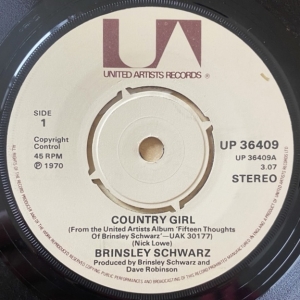 UA
UNITED ARTISTS RECORDS
SIDE
1
UP 36409
Copyright
Control
45 RPM
℗ 1970
UP 36409A
3.07
STEREO
COUNTRY GIRL
(From the United Artists Album 'Fifteen Thoughts
Of Brinsley Schwarz'—UAK 30177)
(Nick Lowe)
BRINSLEY SCHWARZ
Produced by Brinsley Schwarz and
Dave Robinson